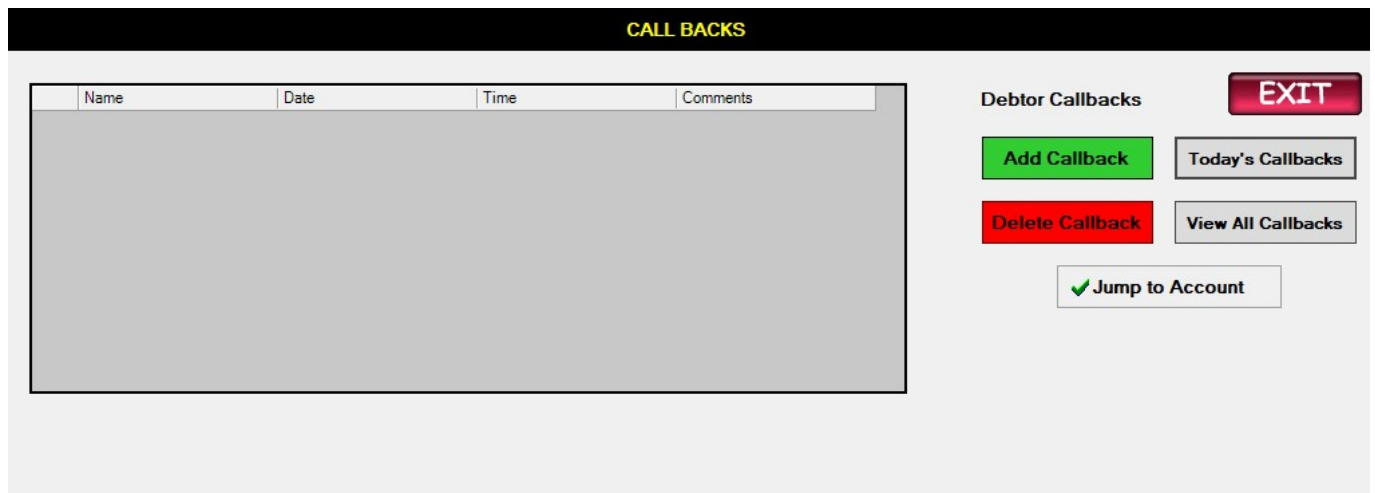 CALL BACKS
Name Date Time Comments
Debtor Callbacks
EXIT
Add Callback
Today's Callbacks
Delete Callback
View All Callbacks
Jump to Account